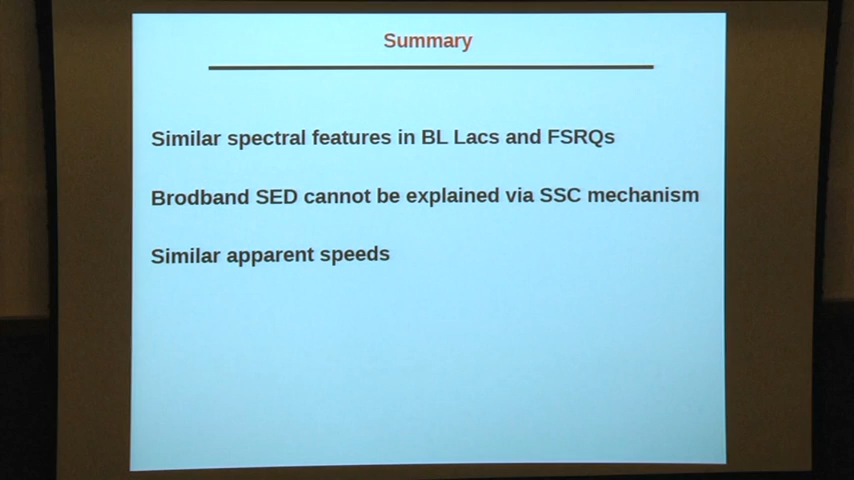 Summary
Similar spectral features in BL Lacs and FSRQs
Brodband SED cannot be explained via SSC mechanism
Similar apparent speeds